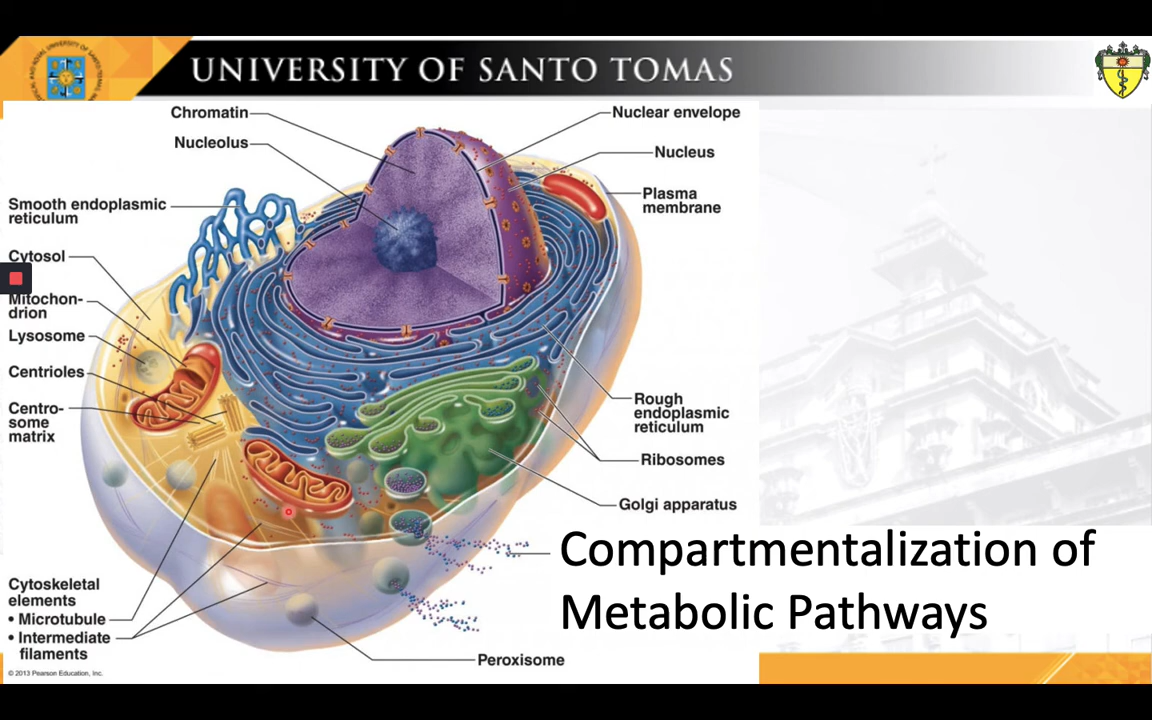 UNIVERSITY OF SANTO TOMAS
Chromatin
Nucleolus
Smooth endoplasmic
reticulum
Cytosol
Mitochon-
drion
Lysosome
Centrioles
Centro-
some
matrix
Cytoskeletal
elements
• Microtubule
• Intermediate
filaments
© 2013 Pearson Education, Inc.
Nuclear envelope
Nucleus
Plasma
membrane
Rough
endoplasmic
reticulum
Ribosomes
Golgi apparatus
Compartmentalization of
Metabolic Pathways
Peroxisome